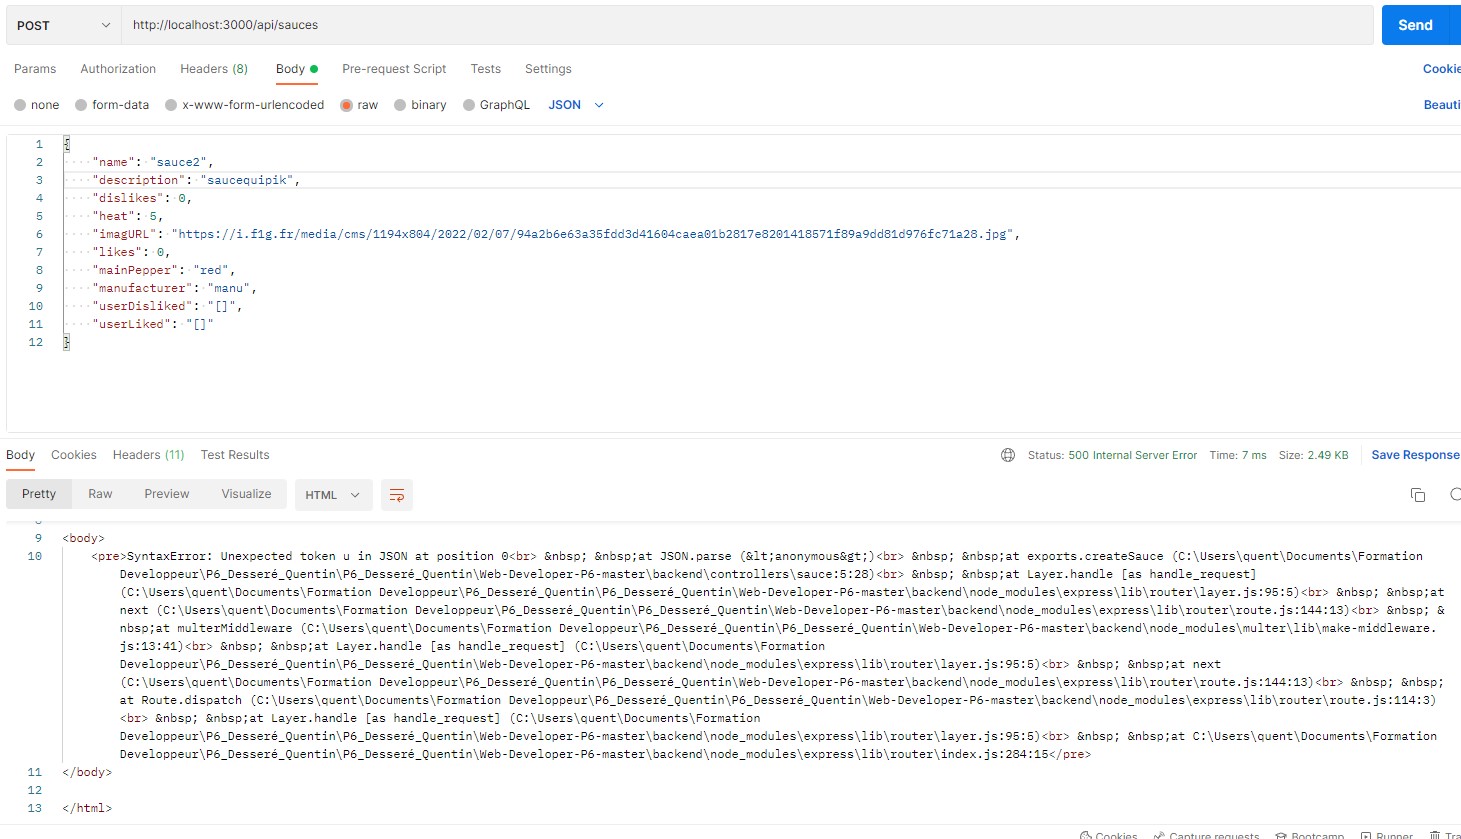 POST http://localhost:3000/api/sauces Send
Params Authorization Headers (8) Body Pre-request Script Tests Settings Cookie
none form-data x-www-form-urlencoded raw binary GraphQL JSON Beauti
1 {
2 "name": "sauce2",
3 "description": "saucequipik",
4 "dislikes": 0,
5 "heat": 5,
6 "imagURL": "https://i.f1g.fr/media/cms/1194x804/2022/02/07/94a2b6e63a35fdd3d41604caea01b2817e8201418571f89a9dd81d976fc71a28.jpg",
7 "likes": 0,
8 "mainPepper": "red",
9 "manufacturer": "manu",
10 "userDisliked": "[]",
11 "userLiked": "[]"
12 }
Body Cookies Headers (11) Test Results Status: 500 Internal Server Error Time: 7 ms Size: 2.49 KB Save Response
Pretty Raw Preview Visualize HTML
9 <body>
10 <pre>SyntaxError: Unexpected token u in JSON at position 0<br> &nbsp; &nbsp;at JSON.parse (&lt;anonymous&gt;)<br> &nbsp; &nbsp;at exports.createSauce (C:\Users\quent\Documents\Formation
Developpeur\P6_Desseré_Quentin\P6_Desseré_Quentin\Web-Developer-P6-master\backend\controllers\sauce:5:28)<br> &nbsp; &nbsp;at Layer.handle [as handle_request]
(C:\Users\quent\Documents\Formation Developpeur\P6_Desseré_Quentin\P6_Desseré_Quentin\Web-Developer-P6-master\backend\node_modules\express\lib\router\layer.js:95:5)<br> &nbsp; &nbsp;at
next (C:\Users\quent\Documents\Formation Developpeur\P6_Desseré_Quentin\P6_Desseré_Quentin\Web-Developer-P6-master\backend\node_modules\express\lib\router\route.js:144:13)<br> &nbsp; &
nbsp;at multerMiddleware (C:\Users\quent\Documents\Formation Developpeur\P6_Desseré_Quentin\P6_Desseré_Quentin\Web-Developer-P6-master\backend\node_modules\multer\lib\make-middleware.
js:13:41)<br> &nbsp; &nbsp;at Layer.handle [as handle_request] (C:\Users\quent\Documents\Formation
Developpeur\P6_Desseré_Quentin\P6_Desseré_Quentin\Web-Developer-P6-master\backend\node_modules\express\lib\router\layer.js:95:5)<br> &nbsp; &nbsp;at next
(C:\Users\quent\Documents\Formation Developpeur\P6_Desseré_Quentin\P6_Desseré_Quentin\Web-Developer-P6-master\backend\node_modules\express\lib\router\route.js:144:13)<br> &nbsp; &nbsp;
at Route.dispatch (C:\Users\quent\Documents\Formation Developpeur\P6_Desseré_Quentin\P6_Desseré_Quentin\Web-Developer-P6-master\backend\node_modules\express\lib\router\route.js:114:3)
<br> &nbsp; &nbsp;at Layer.handle [as handle_request] (C:\Users\quent\Documents\Formation
Developpeur\P6_Desseré_Quentin\P6_Desseré_Quentin\Web-Developer-P6-master\backend\node_modules\express\lib\router\layer.js:95:5)<br> &nbsp; &nbsp;at C:\Users\quent\Documents\Formation
Developpeur\P6_Desseré_Quentin\P6_Desseré_Quentin\Web-Developer-P6-master\backend\node_modules\express\lib\router\index.js:284:15</pre>
11 </body>
12
13 </html>
Cookies Capture requests Bootcamp Runner Tra